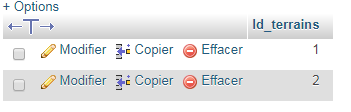 + Options
←T→ Id_terrains
Modifier Copier Effacer 1
Modifier Copier Effacer 2